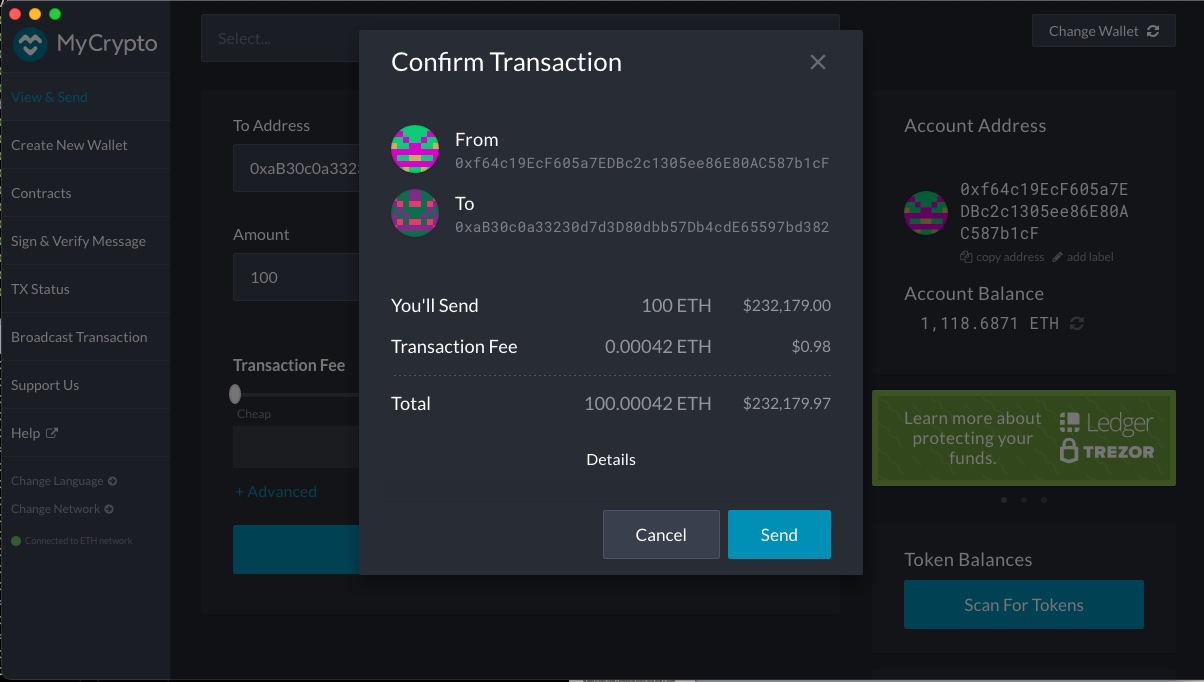 MyCrypto
View & Send
Create New Wallet
Contracts
Sign & Verify Message
TX Status
Broadcast Transaction
Support Us
Help
Change Language
Change Network
Connected to ETH network
Select...
Change Wallet
To Address
0xaB30c0a332
Amount
100
Transaction Fee
Cheap
+ Advanced
Confirm Transaction
From
0xf64c19EcF605a7EDBc2c1305ee86E80AC587b1cF
To
0xaB30c0a33230d7d3D80dbb57Db4cdE65597bd382
You'll Send 100 ETH $232,179.00
Transaction Fee 0.00042 ETH $0.98
Total 100.00042 ETH $232,179.97
Details
Cancel Send
Account Address
0xf64c19EcF605a7E
DBc2c1305ee86E80A
C587b1cF
copy address add label
Account Balance
1,118.6871 ETH
Learn more about
protecting your
funds.
Ledger
TREZOR
Token Balances
Scan For Tokens